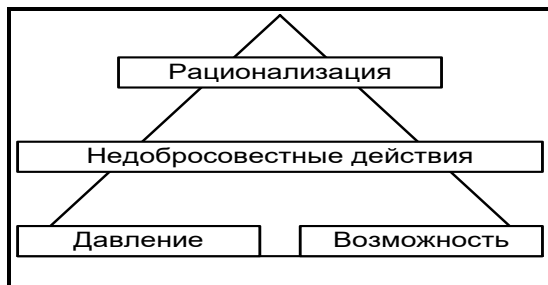 Рационализация
Недобросовестные действия
Давление
Возможность